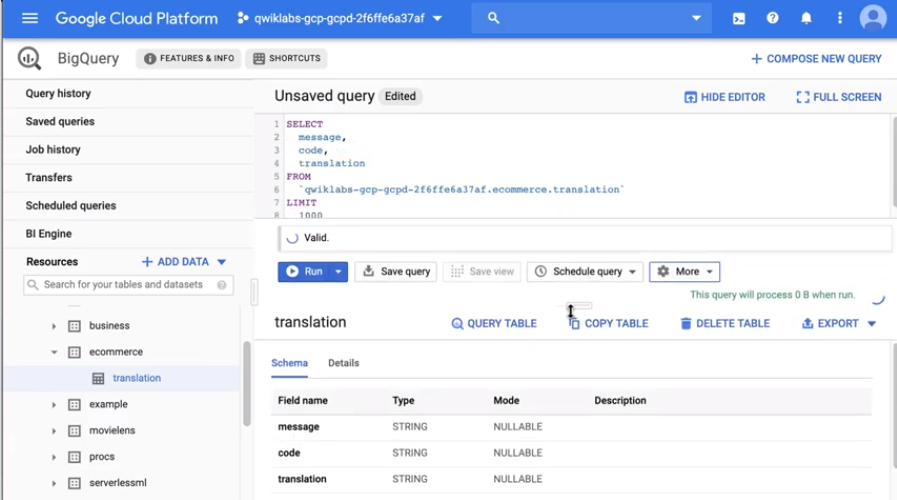 Google Cloud Platform
qwiklabs-gcp-gcpd-2f6ffe6a37af
BigQuery
FEATURES & INFO
SHORTCUTS
COMPOSE NEW QUERY
Query history
Saved queries
Job history
Transfers
Scheduled queries
BI Engine
Resources
ADD DATA
Search for your tables and datasets
business
ecommerce
translation
example
movielens
procs
serverlessml
Unsaved query Edited
HIDE EDITOR
FULL SCREEN
1 SELECT
2 message,
3 code,
4 translation
5 FROM
6 `qwiklabs-gcp-gcpd-2f6ffe6a37af.ecommerce.translation`
7 LIMIT
8 1000
Valid.
Run
Save query
Save view
Schedule query
More
This query will process 0 B when run.
translation
QUERY TABLE
COPY TABLE
DELETE TABLE
EXPORT
Schema Details
Field name Type Mode Description
message STRING NULLABLE
code STRING NULLABLE
translation STRING NULLABLE